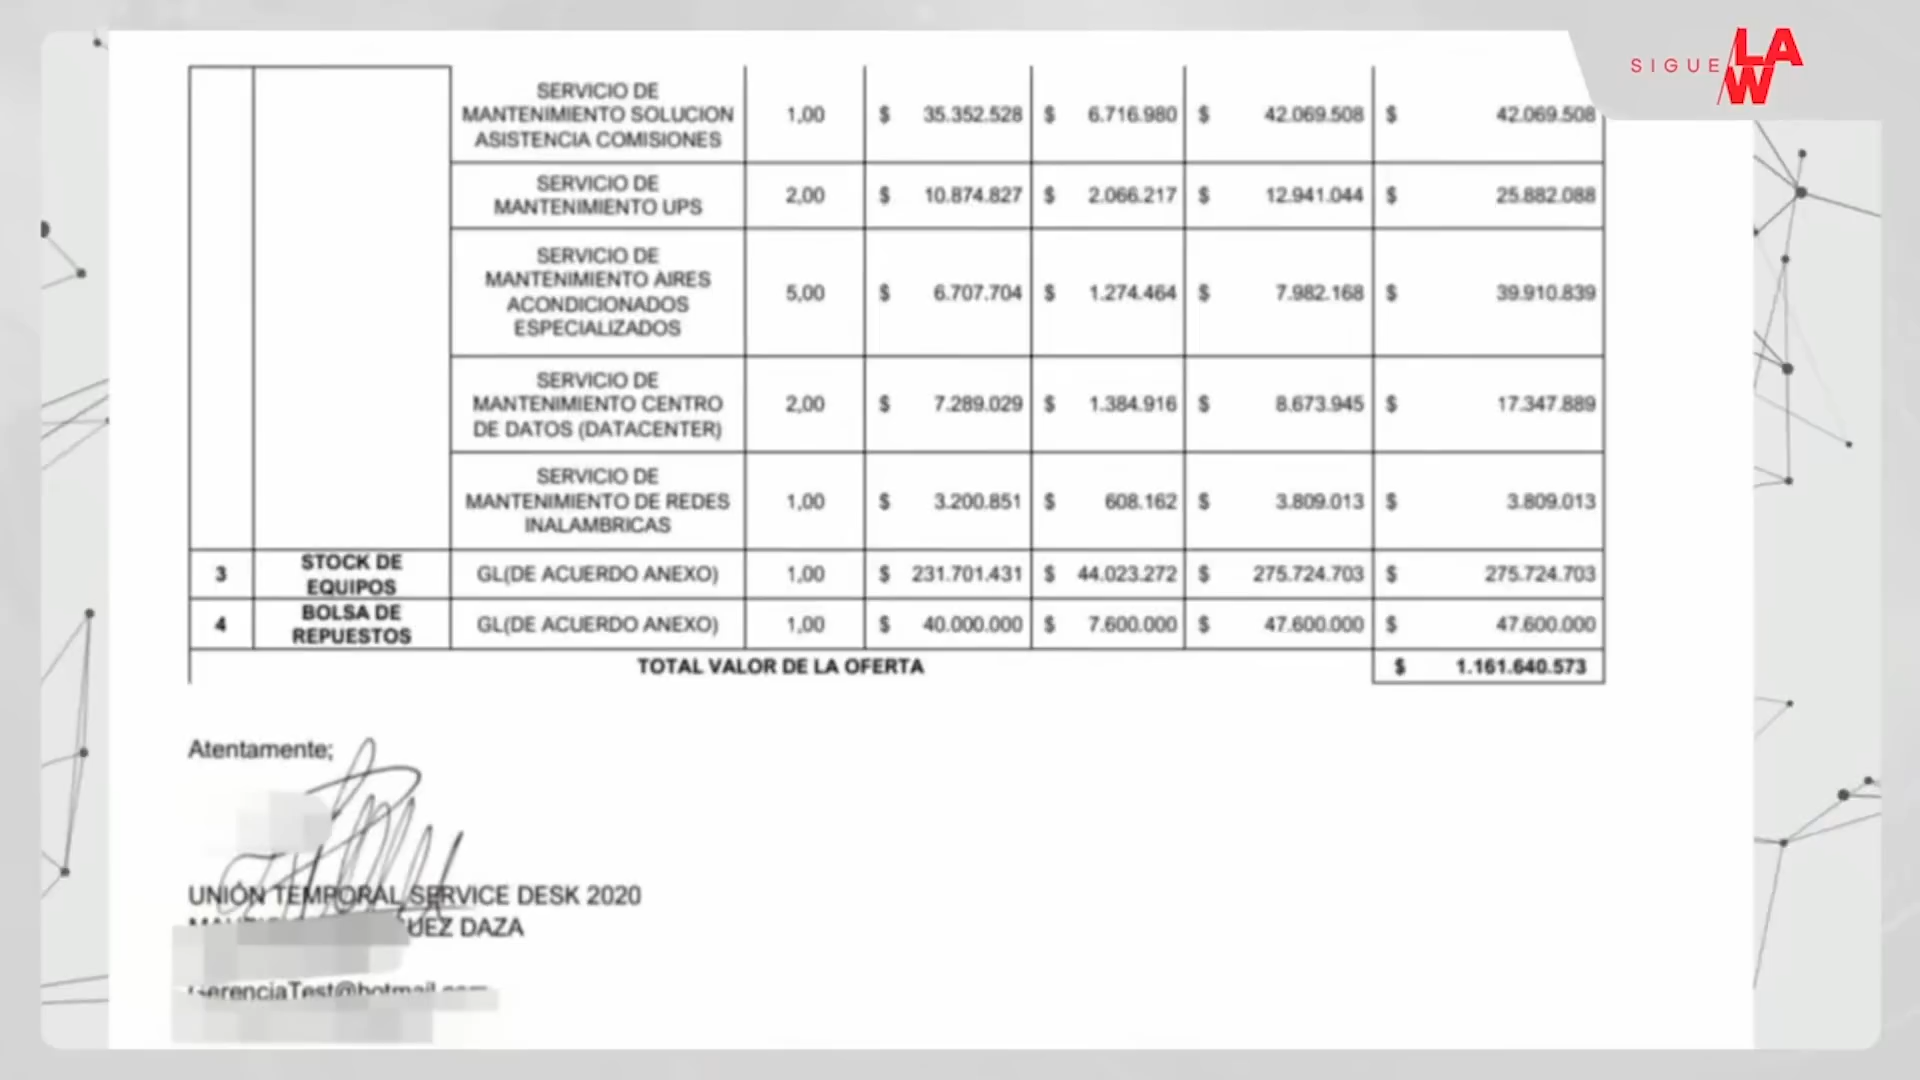 SIGUE LA W
SERVICIO DE
MANTENIMIENTO SOLUCION
ASISTENCIA COMISIONES
1,00 $ 35.352.528 $ 6.716.980 $ 42.069.508 $ 42.069.508
SERVICIO DE
MANTENIMIENTO UPS
2,00 $ 10.874.827 $ 2.066.217 $ 12.941.044 $ 25.882.088
SERVICIO DE
MANTENIMIENTO AIRES
ACONDICIONADOS
ESPECIALIZADOS
5,00 $ 6.707.704 $ 1.274.464 $ 7.982.168 $ 39.910.839
SERVICIO DE
MANTENIMIENTO CENTRO
DE DATOS (DATACENTER)
2,00 $ 7.289.029 $ 1.384.916 $ 8.673.945 $ 17.347.889
SERVICIO DE
MANTENIMIENTO DE REDES
INALAMBRICAS
1,00 $ 3.200.851 $ 608.162 $ 3.809.013 $ 3.809.013
3 STOCK DE
EQUIPOS
GL(DE ACUERDO ANEXO) 1,00 $ 231.701.431 $ 44.023.272 $ 275.724.703 $ 275.724.703
4 BOLSA DE
REPUESTOS
GL(DE ACUERDO ANEXO) 1,00 $ 40.000.000 $ 7.600.000 $ 47.600.000 $ 47.600.000
TOTAL VALOR DE LA OFERTA $ 1.161.640.573
Atentamente;
UNIÓN TEMPORAL SERVICE DESK 2020
DAZA